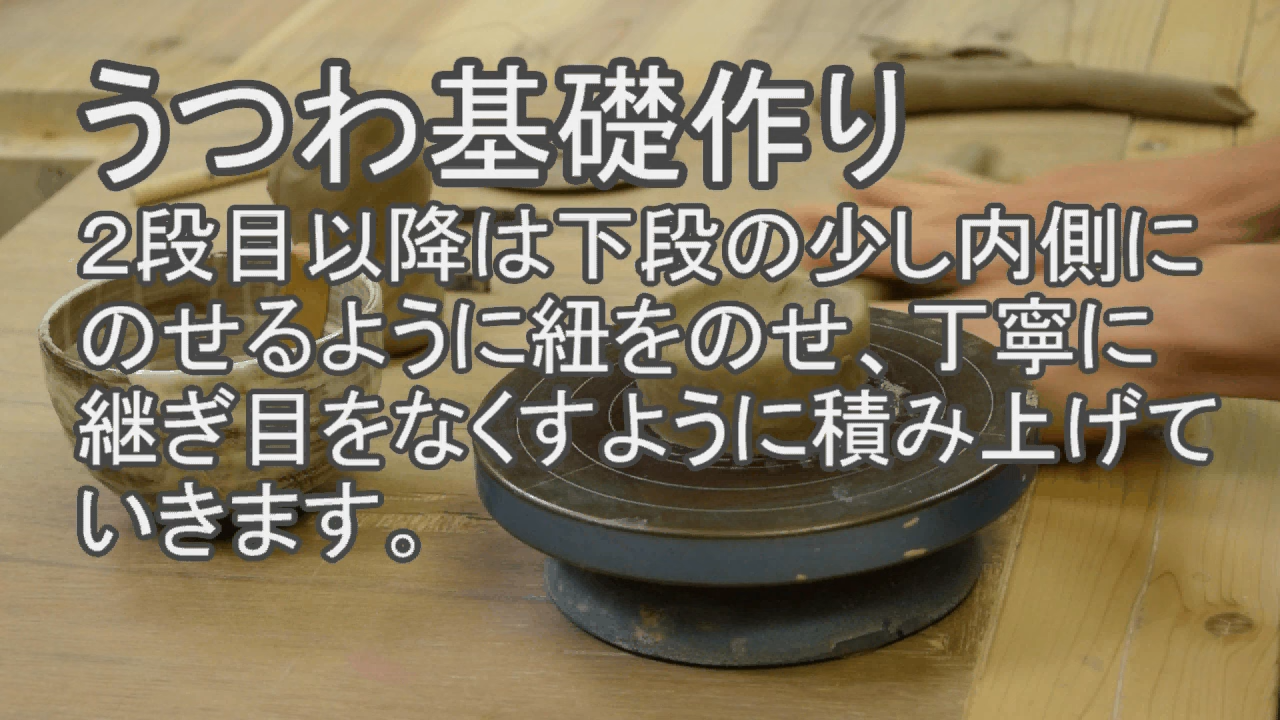 うつわ基礎作り
２段目以降は下段の少し内側に
のせるように紐をのせ、丁寧に
継ぎ目をなくすように積み上げて
いきます。